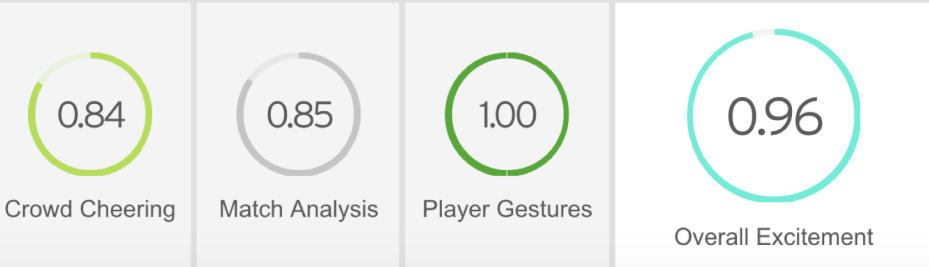 0.84
Crowd Cheering
0.85
Match Analysis
1.00
Player Gestures
0.96
Overall Excitement